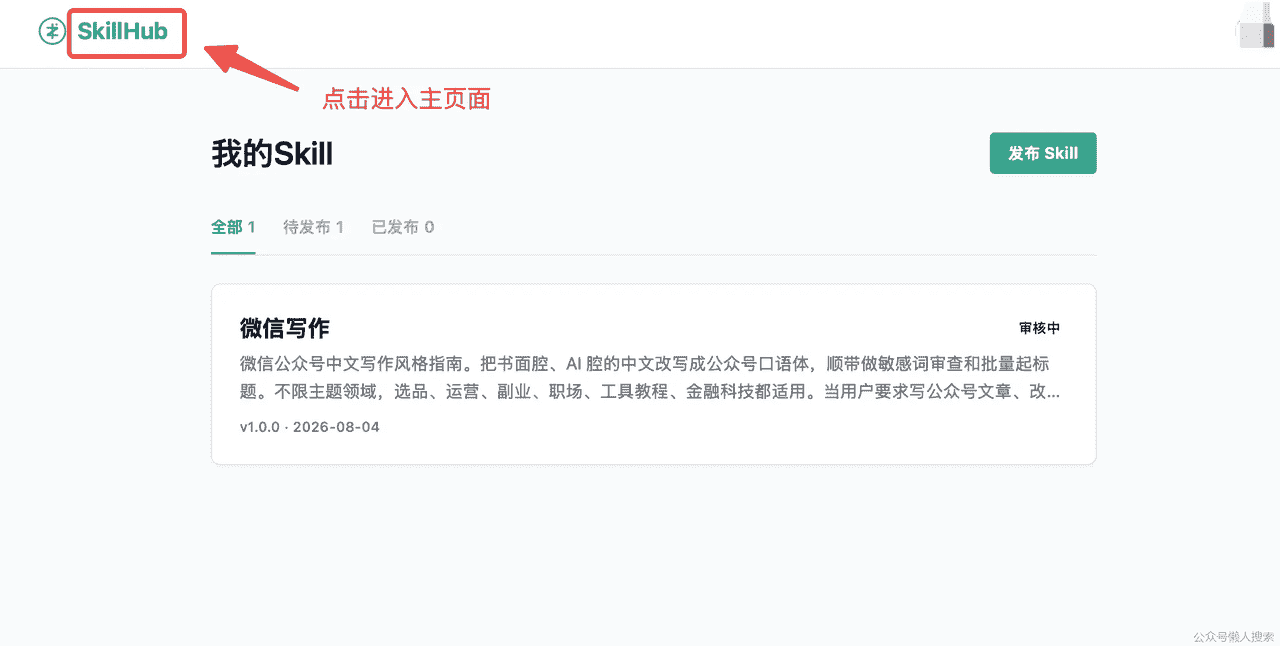 SkillHub
点击进入主页面
我的Skill
发布 Skill
全部 1 待发布 1 已发布 0
微信写作
审核中
微信公众号中文写作风格指南。把书面腔、AI 腔的中文改写成公众号口语体，顺带做敏感词审查和批量起标
题。不限主题领域，选品、运营、副业、职场、工具教程、金融科技都适用。当用户要求写公众号文章、改...
v1.0.0 · 2026-08-04
公众号懒人搜索